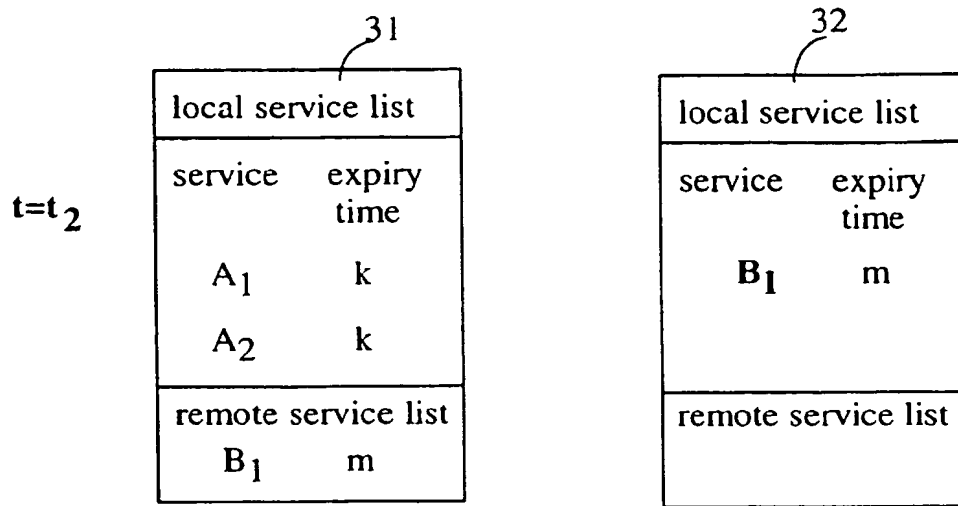 31
local service list
service expiry
time
A1 k
A2 k
remote service list
B1 m
t=t2
32
local service list
service expiry
time
B1 m
remote service list